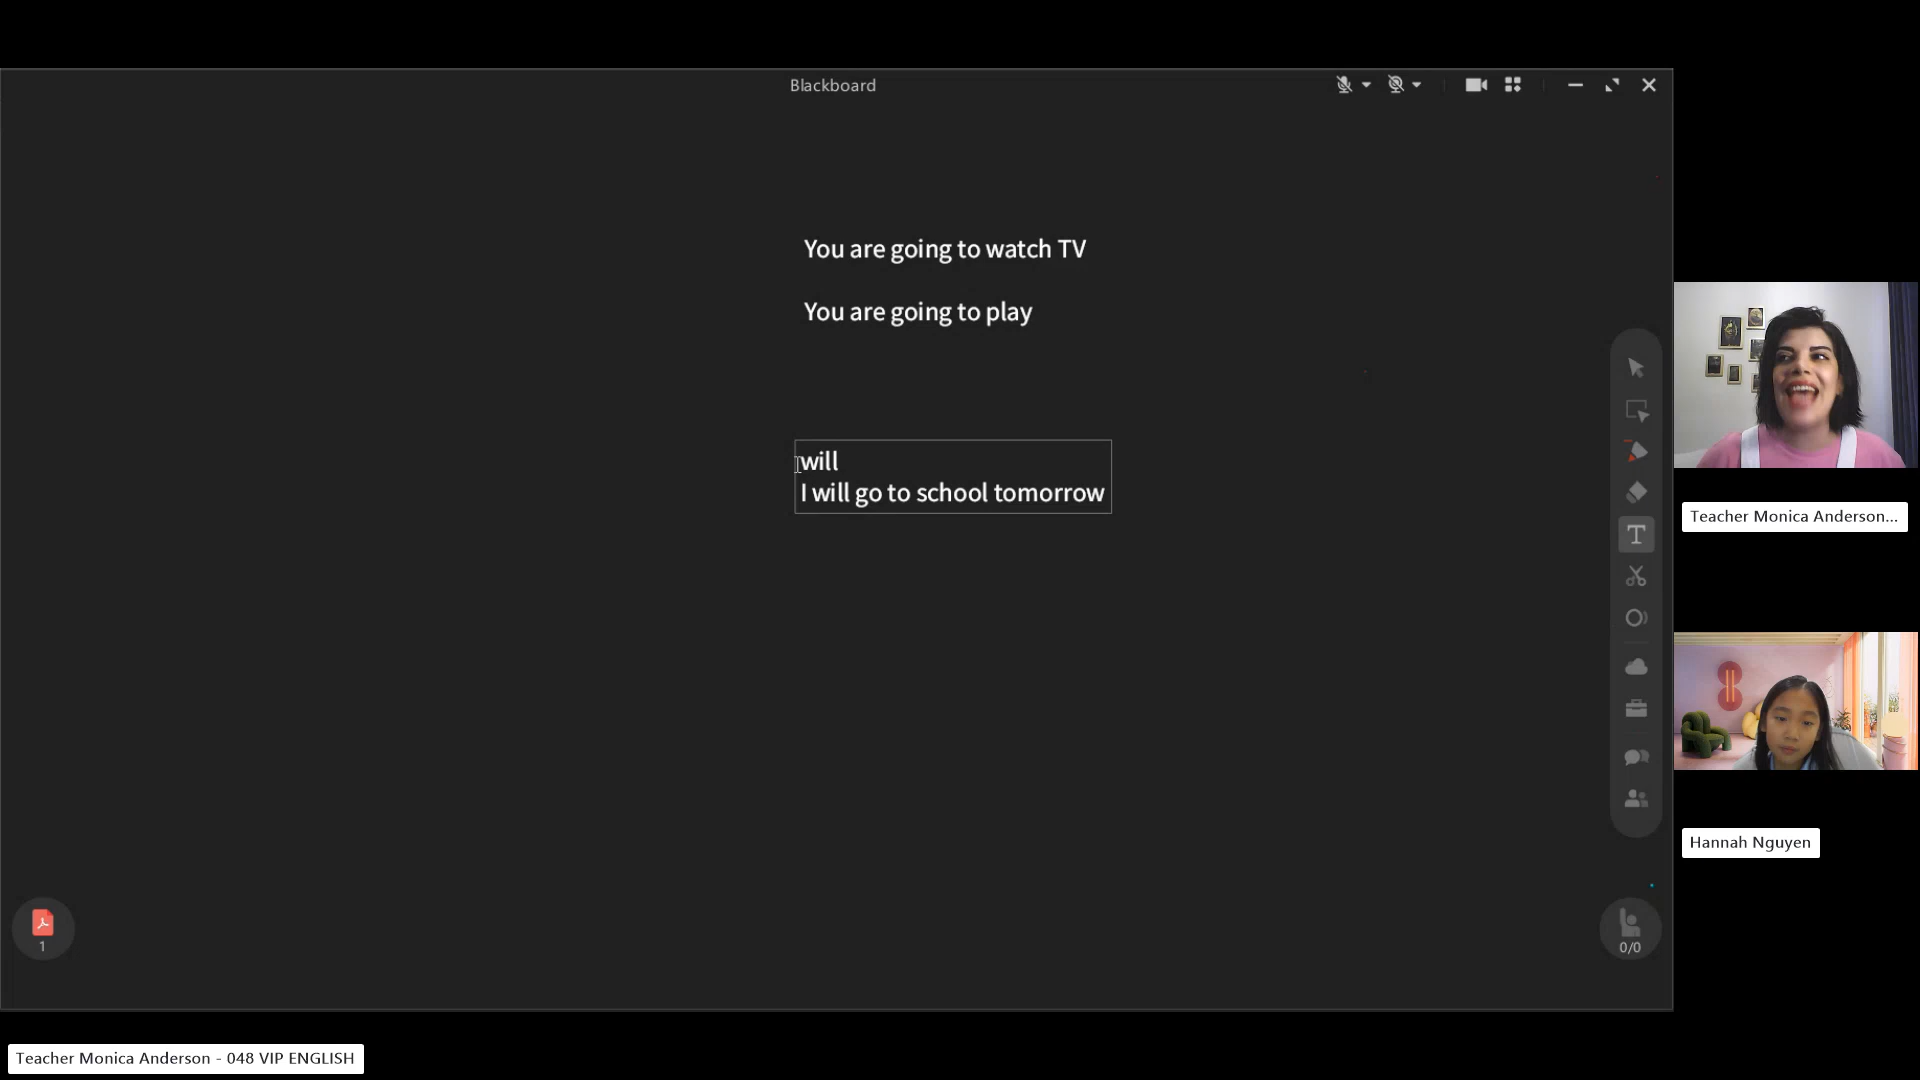 Blackboard
You are going to watch TV
You are going to play
will
I will go to school tomorrow
Teacher Monica Anderson...
Hannah Nguyen
1
0/0
Teacher Monica Anderson - 048 VIP ENGLISH